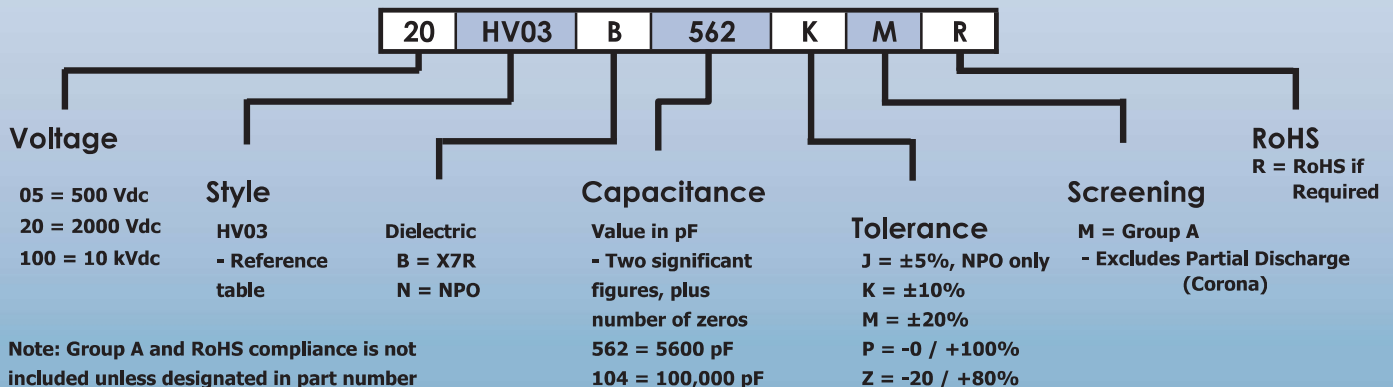 20 HV03 B 562 K M R
Voltage
05 = 500 Vdc
20 = 2000 Vdc
100 = 10 kVdc
Style
HV03
- Reference
table
Dielectric
B = X7R
N = NPO
Capacitance
Value in pF
- Two significant
figures, plus
number of zeros
562 = 5600 pF
104 = 100,000 pF
Tolerance
J = ±5%, NPO only
K = ±10%
M = ±20%
P = -0 / +100%
Z = -20 / +80%
Screening
M = Group A
- Excludes Partial Discharge
(Corona)
RoHS
R = RoHS if
Required
Note: Group A and RoHS compliance is not
included unless designated in part number